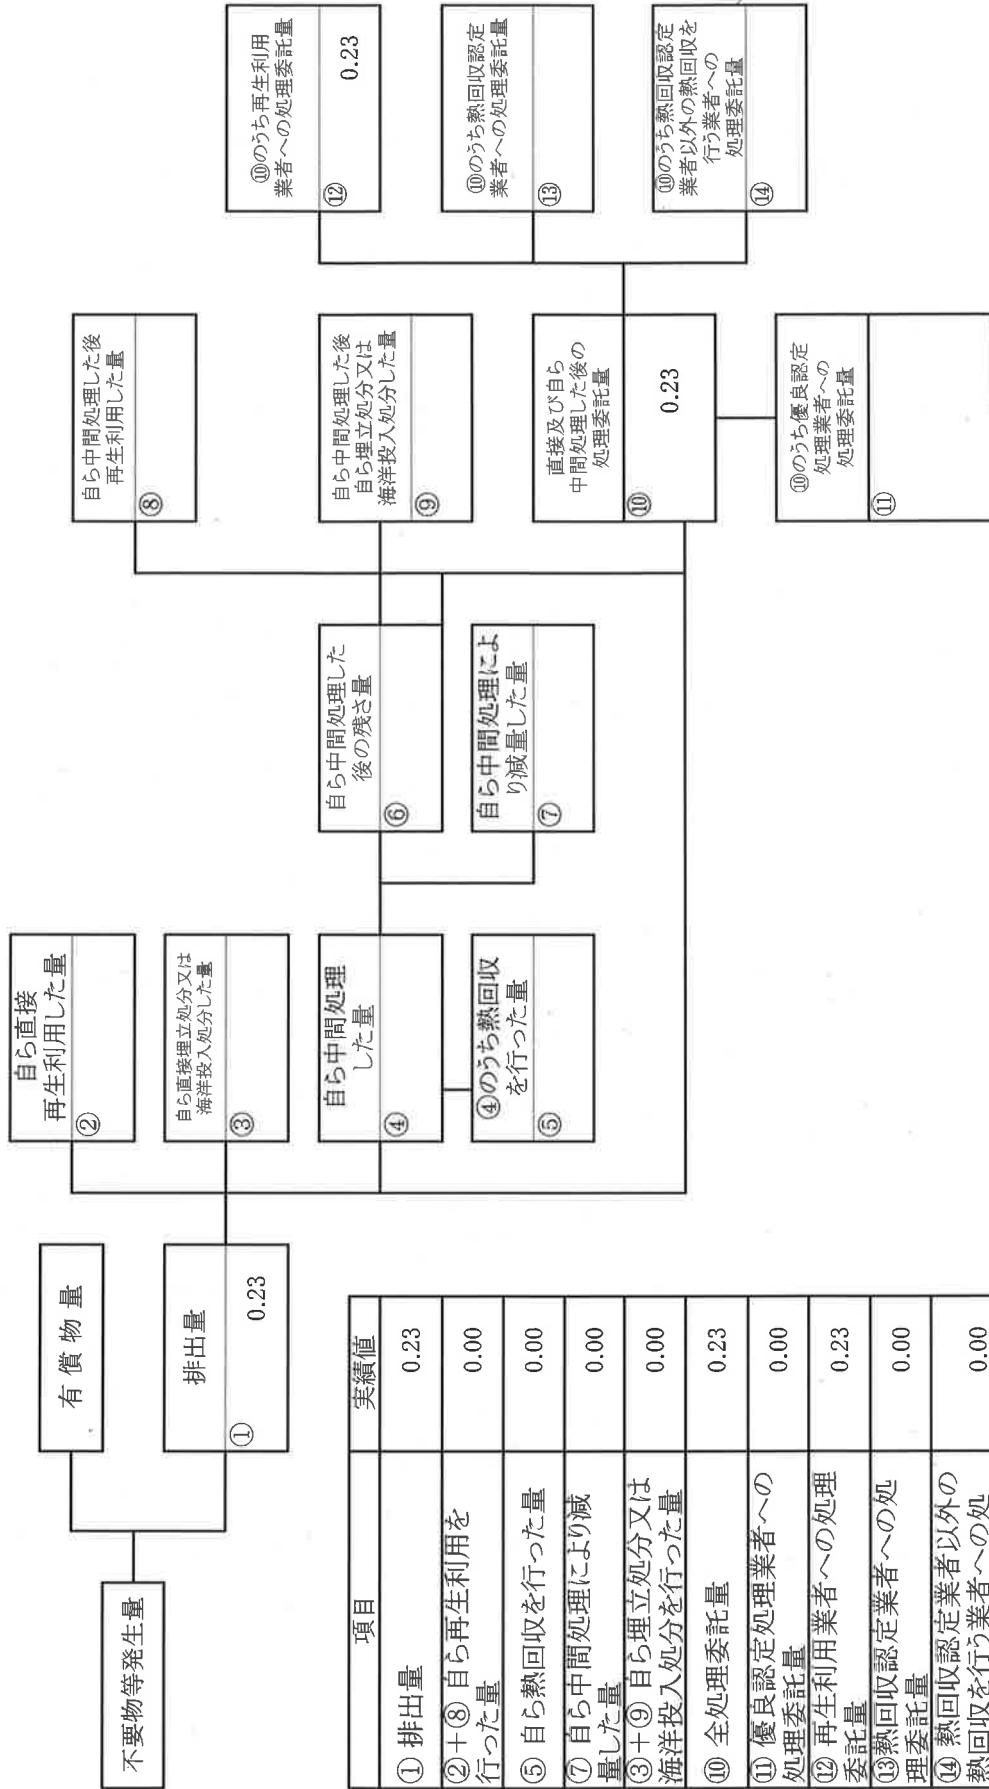 不要物等発生量
有償物量
排出量
①
0.23
自ら直接
再生利用した量
②
自ら直接埋立処分又は
海洋投入処分した量
③
自ら中間処理
した量
④
④のうち熱回収
を行った量
⑤
自ら中間処理した
後の残さ量
⑥
自ら中間処理によ
り減量した量
⑦
自ら中間処理した後
再生利用した量
⑧
自ら中間処理した後
自ら埋立処分又は
海洋投入処分した量
⑨
直接及び自ら
中間処理した後の
処理委託量
⑩
0.23
⑩のうち優良認定
処理業者への
処理委託量
⑪
⑩のうち再生利用
業者への処理委託量
⑫
0.23
⑩のうち熱回収認定
業者への処理委託量
⑬
⑩のうち熱回収認定
業者以外の熱回収を
行う業者への
処理委託量
⑭
項目 実績値
① 排出量 0.23
②+⑧ 自ら再生利用を
行った量 0.00
⑤ 自ら熱回収を行った量 0.00
⑦ 自ら中間処理により減
量した量 0.00
③+⑨ 自ら埋立処分又は
海洋投入処分を行った量 0.00
⑩ 全処理委託量 0.23
⑪ 優良認定処理業者への
処理委託量 0.00
⑫ 再生利用業者への処理
委託量 0.23
⑬熱回収認定業者への処
理委託量 0.00
⑭ 熱回収認定業者以外の
熱回収を行う業者への処 0.00